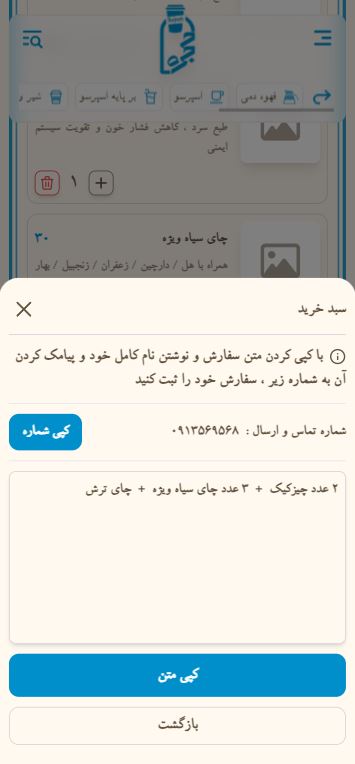 قهوه دمی
اسپرسو
بر پایه اسپرسو
شیر و
طبع سرد ، کاهش فشار خون و تقویت سیستم
ایمنی
۱
چای سیاه ویژه
۳۰
همراه با هل / دارچین / زعفران / زنجبیل / بهار
سبد خرید
با کپی کردن متن سفارش و نوشتن نام کامل خود و پیامک کردن
آن به شماره زیر ، سفارش خود را ثبت کنید
شماره تماس و ارسال : ۰۹۱۳۵۶۹۵۶۸
کپی شماره
۲ عدد چیزکیک + ۳ عدد چای سیاه ویژه + چای ترش
کپی متن
بازگشت